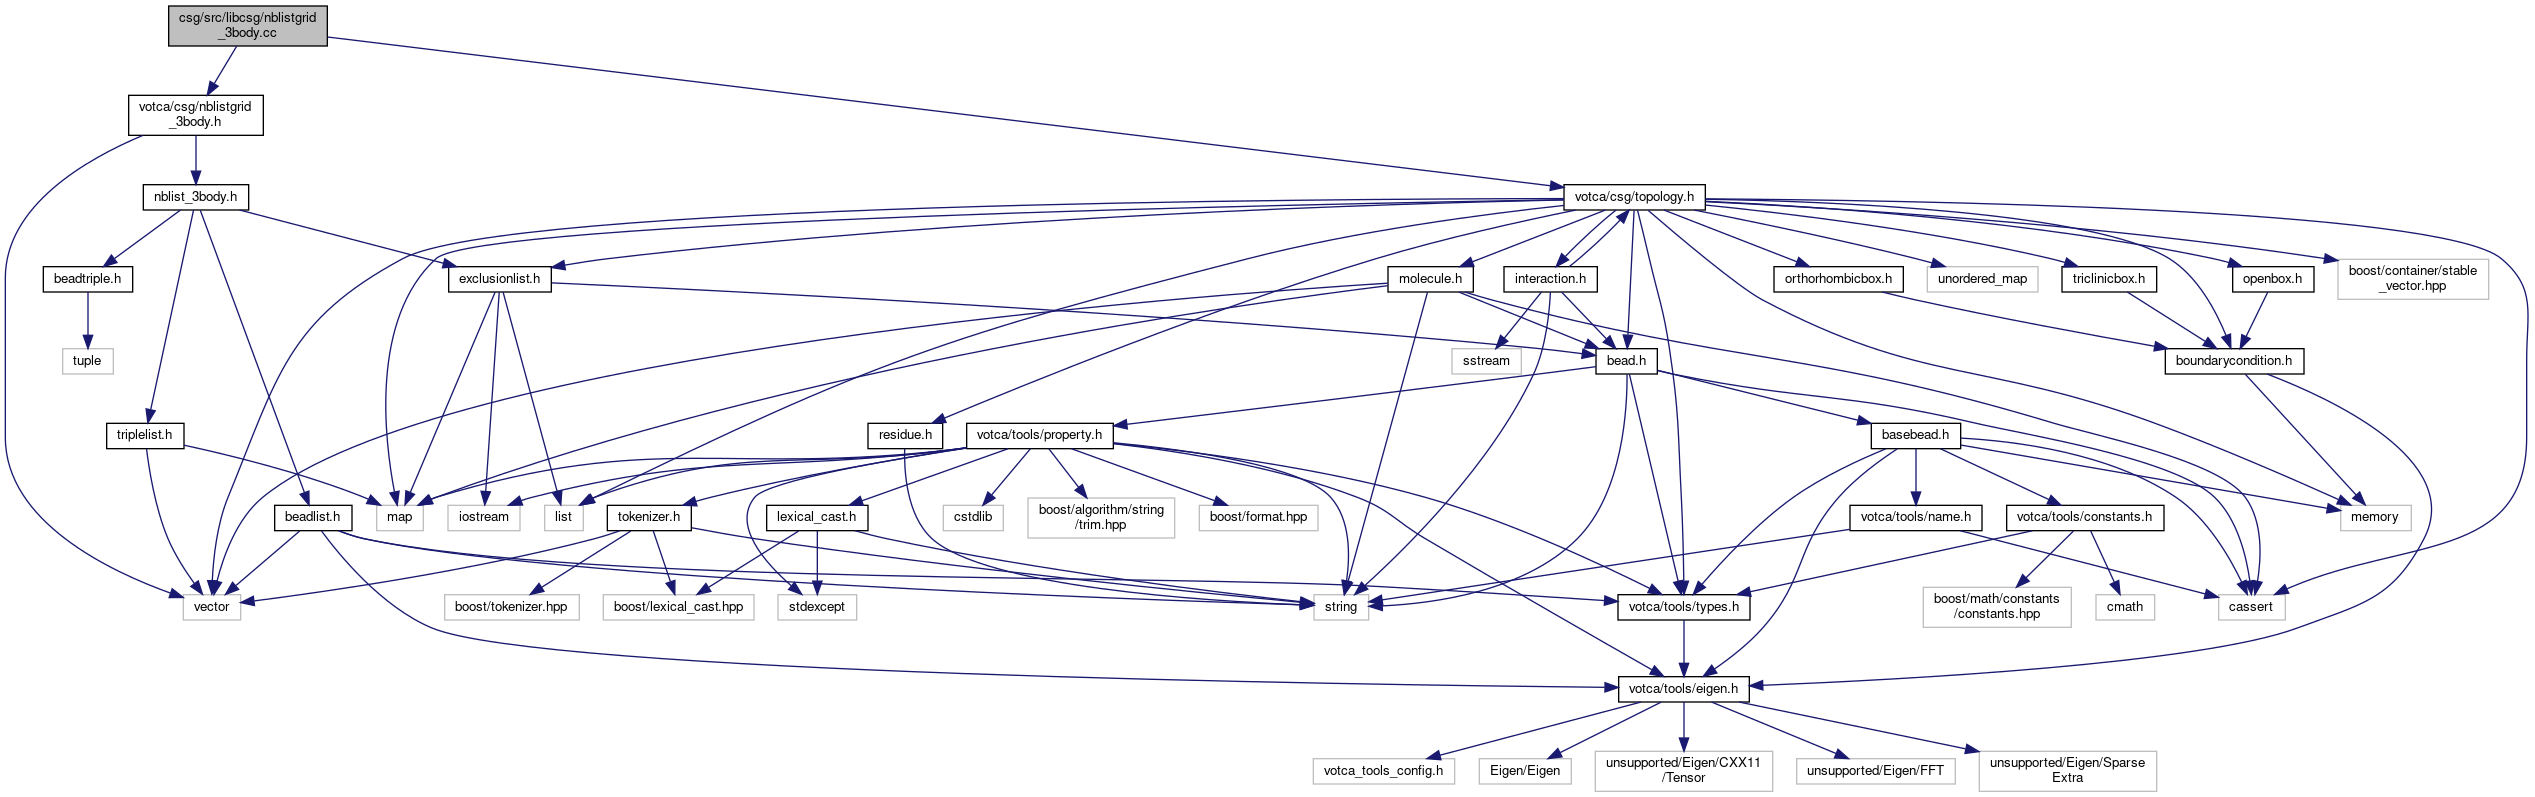 csg/src/libcsg/nblistgrid
_3body.cc
votca/csg/nblistgrid
_3body.h
nblist_3body.h
votca/csg/topology.h
beadtriple.h
exclusionlist.h
molecule.h
interaction.h
orthorhombicbox.h
unordered_map
triclinicbox.h
openbox.h
boost/container/stable
_vector.hpp
tuple
sstream
bead.h
boundarycondition.h
triplelist.h
residue.h
votca/tools/property.h
basebead.h
beadlist.h
map
iostream
list
tokenizer.h
lexical_cast.h
cstdlib
boost/algorithm/string
/trim.hpp
boost/format.hpp
votca/tools/name.h
votca/tools/constants.h
memory
vector
boost/tokenizer.hpp
boost/lexical_cast.hpp
stdexcept
string
votca/tools/types.h
boost/math/constants
/constants.hpp
cmath
cassert
votca/tools/eigen.h
votca_tools_config.h
Eigen/Eigen
unsupported/Eigen/CXX11
/Tensor
unsupported/Eigen/FFT
unsupported/Eigen/Sparse
Extra